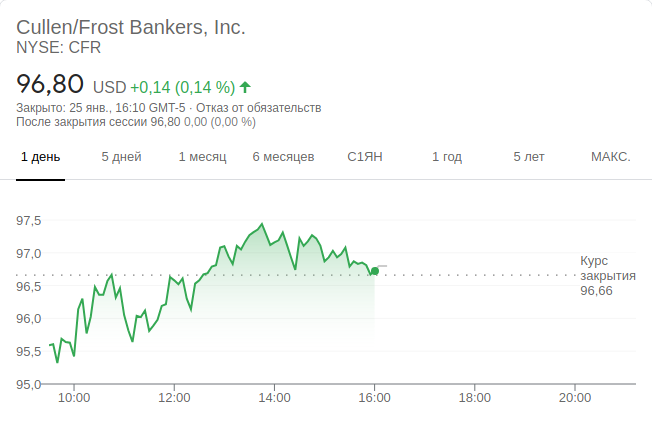 Cullen/Frost Bankers, Inc.
NYSE: CFR
96,80 USD +0,14 (0,14 %)
Закрыто: 25 янв., 16:10 GMT-5 · Отказ от обязательств
После закрытия сессии 96,80 0,00 (0,00 %)
1 день 5 дней 1 месяц 6 месяцев С1ЯН 1 год 5 лет МАКС.
97,5
97,0
96,5
96,0
95,5
95,0
Курс
закрытия
96,66
10:00 12:00 14:00 16:00 18:00 20:00